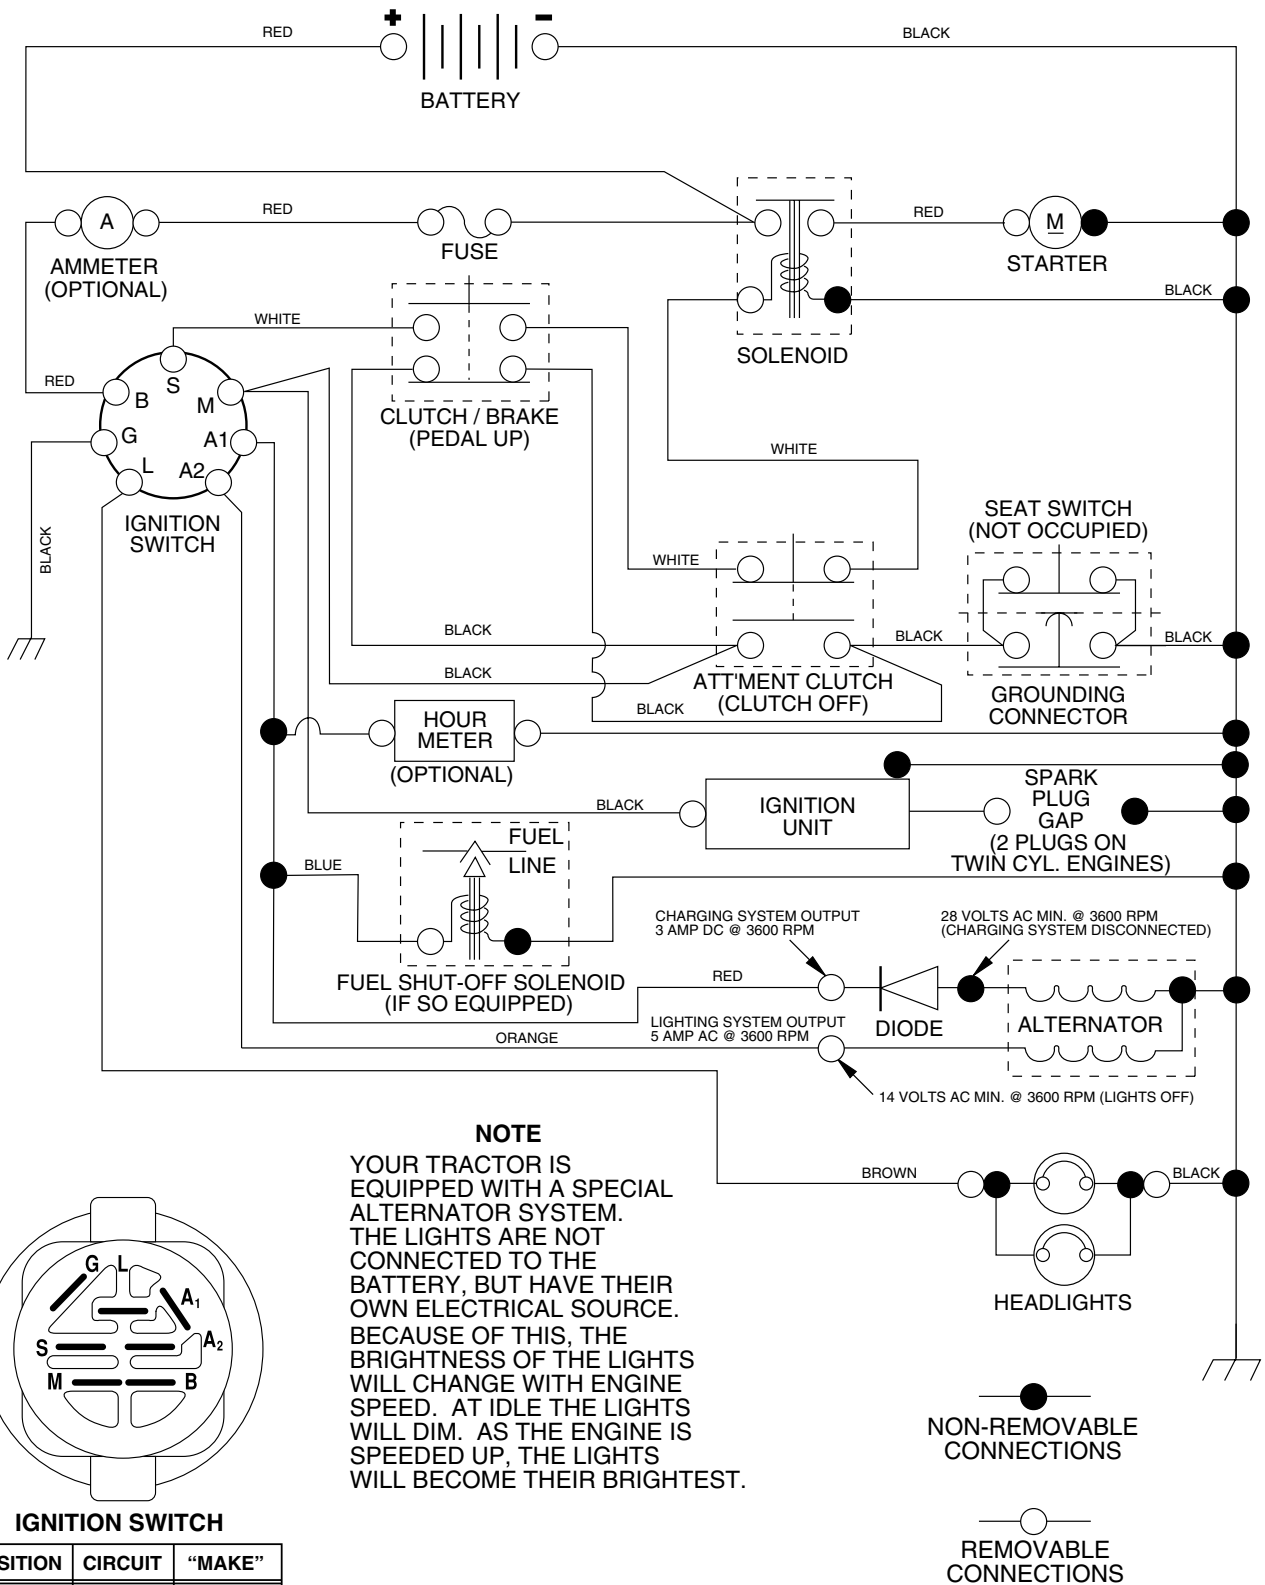 + −
RED
BLACK
BATTERY
A
RED
FUSE
RED
M
AMMETER
(OPTIONAL)
STARTER
BLACK
WHITE
SOLENOID
RED
S
B
M
G
A1
L
A2
CLUTCH / BRAKE
(PEDAL UP)
WHITE
IGNITION
SWITCH
BLACK
SEAT SWITCH
(NOT OCCUPIED)
WHITE
BLACK
BLACK
BLACK
BLACK
ATT'MENT CLUTCH
(CLUTCH OFF)
BLACK
GROUNDING
CONNECTOR
HOUR
METER
(OPTIONAL)
BLACK
IGNITION
UNIT
SPARK
PLUG
GAP
(2 PLUGS ON
TWIN CYL. ENGINES)
FUEL
LINE
BLUE
FUEL SHUT-OFF SOLENOID
(IF SO EQUIPPED)
CHARGING SYSTEM OUTPUT
3 AMP DC @ 3600 RPM
28 VOLTS AC MIN. @ 3600 RPM
(CHARGING SYSTEM DISCONNECTED)
RED
DIODE
ALTERNATOR
LIGHTING SYSTEM OUTPUT
5 AMP AC @ 3600 RPM
ORANGE
14 VOLTS AC MIN. @ 3600 RPM (LIGHTS OFF)
NOTE
YOUR TRACTOR IS
EQUIPPED WITH A SPECIAL
ALTERNATOR SYSTEM.
THE LIGHTS ARE NOT
CONNECTED TO THE
BATTERY, BUT HAVE THEIR
OWN ELECTRICAL SOURCE.
BECAUSE OF THIS, THE
BRIGHTNESS OF THE LIGHTS
WILL CHANGE WITH ENGINE
SPEED. AT IDLE THE LIGHTS
WILL DIM. AS THE ENGINE IS
SPEEDED UP, THE LIGHTS
WILL BECOME THEIR BRIGHTEST.
BROWN
BLACK
HEADLIGHTS
G L
A1
S
A2
M
B
IGNITION SWITCH
SITION CIRCUIT “MAKE”
NON-REMOVABLE
CONNECTIONS
REMOVABLE
CONNECTIONS